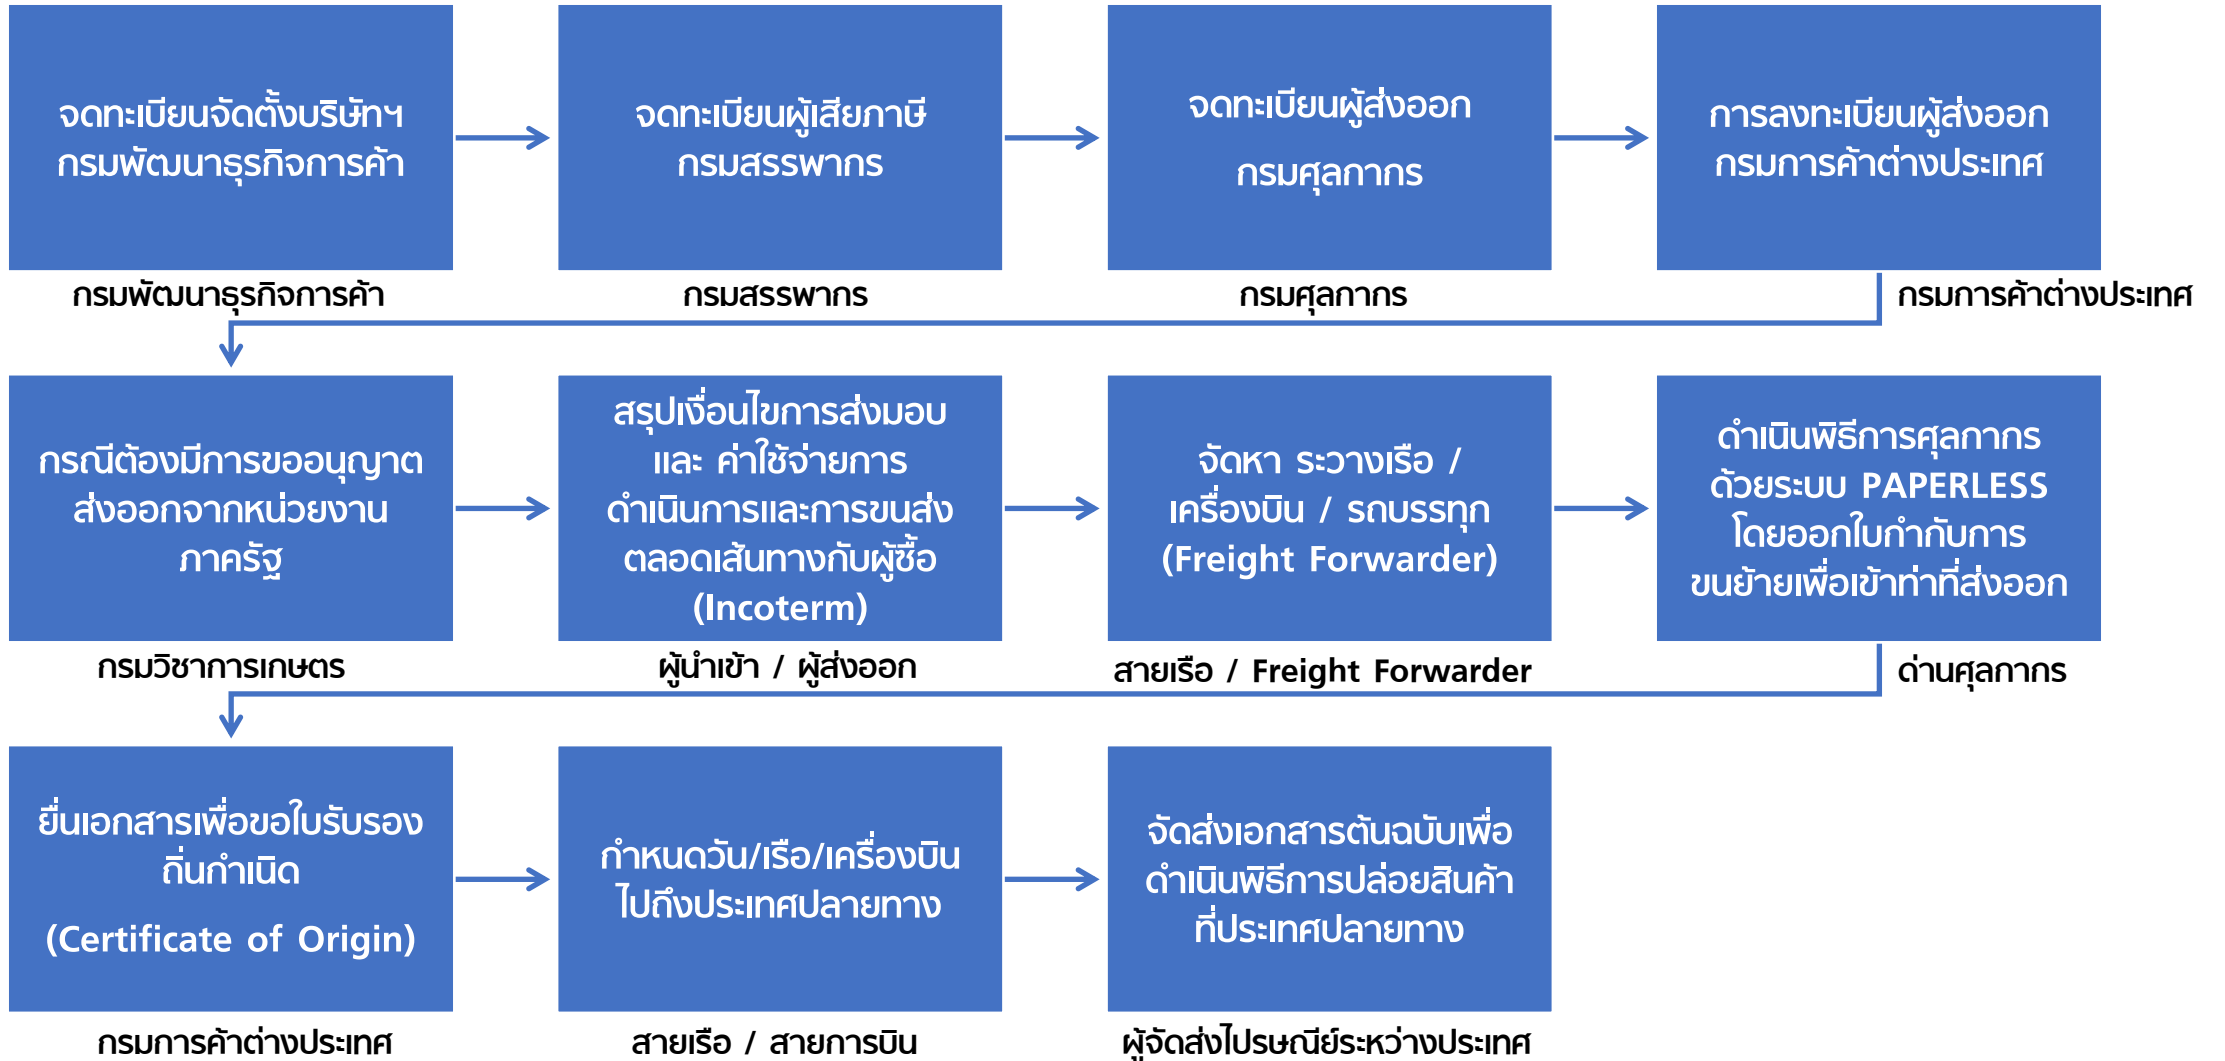 จดทะเบียนจัดตั้งบริษัทฯ
กรมพัฒนาธุรกิจการค้า
กรมพัฒนาธุรกิจการค้า
จดทะเบียนผู้เสียภาษี
กรมสรรพากร
กรมสรรพากร
จดทะเบียนผู้ส่งออก
กรมศุลกากร
กรมศุลกากร
การลงทะเบียนผู้ส่งออก
กรมการค้าต่างประเทศ
กรมการค้าต่างประเทศ
กรณีต้องมีการขออนุญาต
ส่งออกจากหน่วยงาน
ภาครัฐ
กรมวิชาการเกษตร
สรุปเงื่อนไขการส่งมอบ
และ ค่าใช้จ่ายการ
ดำเนินการและการขนส่ง
ตลอดเส้นทางกับผู้ซื้อ
(Incoterm)
ผู้นำเข้า / ผู้ส่งออก
จัดหา ระวางเรือ /
เครื่องบิน / รถบรรทุก
(Freight Forwarder)
สายเรือ / Freight Forwarder
ดำเนินพิธีการศุลกากร
ด้วยระบบ PAPERLESS
โดยออกใบกำกับการ
ขนย้ายเพื่อเข้าท่าที่ส่งออก
ด่านศุลกากร
ยื่นเอกสารเพื่อขอใบรับรอง
ถิ่นกำเนิด
(Certificate of Origin)
กรมการค้าต่างประเทศ
กำหนดวัน/เรือ/เครื่องบิน
ไปถึงประเทศปลายทาง
สายเรือ / สายการบิน
จัดส่งเอกสารต้นฉบับเพื่อ
ดำเนินพิธีการปล่อยสินค้า
ที่ประเทศปลายทาง
ผู้จัดส่งไปรษณีย์ระหว่างประเทศ